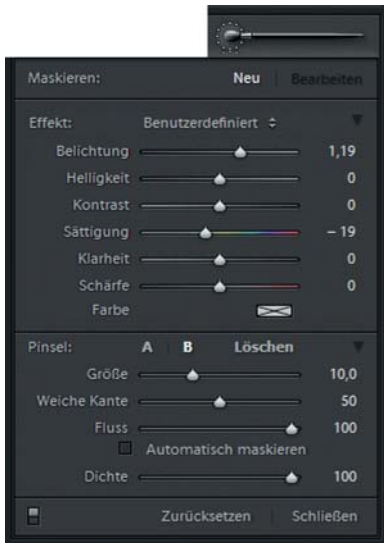 Maskieren: Neu Bearbeiten
Effekt: Benutzerdefiniert
Belichtung 1,19
Helligkeit 0
Kontrast 0
Sättigung – 19
Klarheit 0
Schärfe 0
Farbe
Pinsel: A B Löschen
Größe 10,0
Weiche Kante 50
Fluss 100
Automatisch maskieren
Dichte 100
Zurücksetzen Schließen